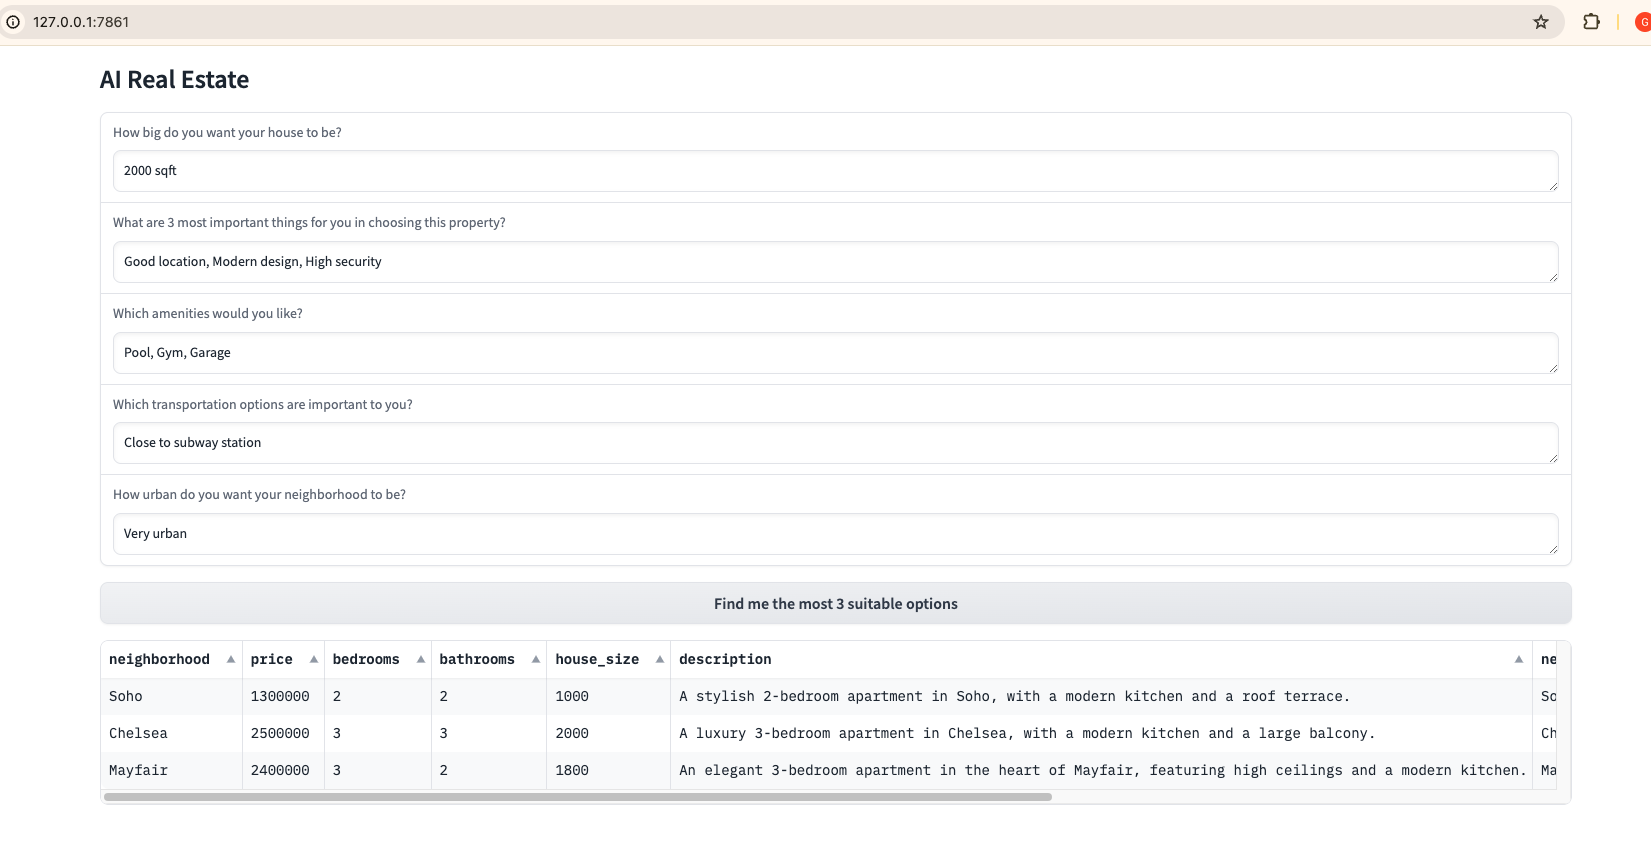 127.0.0.1:7861
G
AI Real Estate
How big do you want your house to be?
2000 sqft
What are 3 most important things for you in choosing this property?
Good location, Modern design, High security
Which amenities would you like?
Pool, Gym, Garage
Which transportation options are important to you?
Close to subway station
How urban do you want your neighborhood to be?
Very urban
Find me the most 3 suitable options
neighborhood price bedrooms bathrooms house_size description ne
Soho 1300000 2 2 1000 A stylish 2-bedroom apartment in Soho, with a modern kitchen and a roof terrace. So
Chelsea 2500000 3 3 2000 A luxury 3-bedroom apartment in Chelsea, with a modern kitchen and a large balcony. Ch
Mayfair 2400000 3 2 1800 An elegant 3-bedroom apartment in the heart of Mayfair, featuring high ceilings and a modern kitchen. Ma